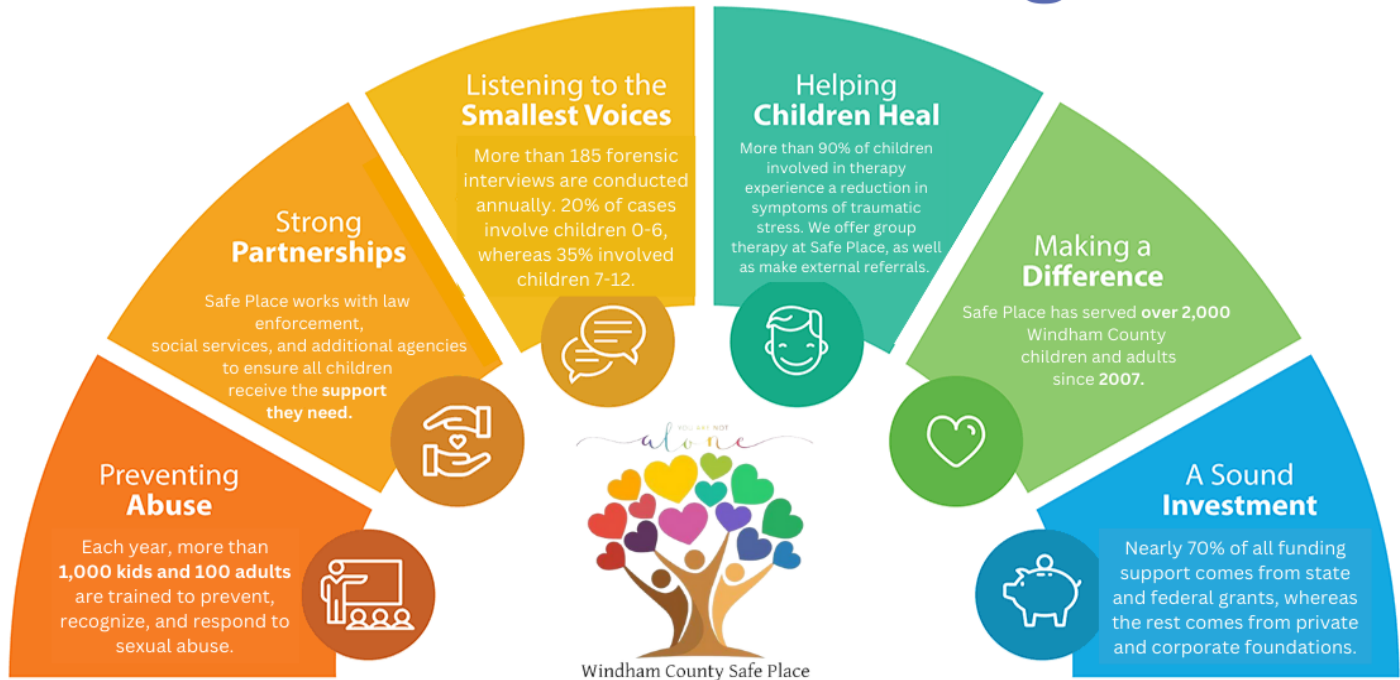 Preventing
Abuse
Each year, more than
1,000 kids and 100 adults
are trained to prevent,
recognize, and respond to
sexual abuse.
Strong
Partnerships
Safe Place works with law
enforcement,
social services, and additional agencies
to ensure all children
receive the support
they need.
Listening to the
Smallest Voices
More than 185 forensic
interviews are conducted
annually. 20% of cases
involve children 0-6,
whereas 35% involved
children 7-12.
Helping
Children Heal
More than 90% of children
involved in therapy
experience a reduction in
symptoms of traumatic
stress. We offer group
therapy at Safe Place, as well
as make external referrals.
Making a
Difference
Safe Place has served over 2,000
Windham County
children and adults
since 2007.
A Sound
Investment
Nearly 70% of all funding
support comes from state
and federal grants, whereas
the rest comes from private
and corporate foundations.
YOU ARE NOT
alone
Windham County Safe Place